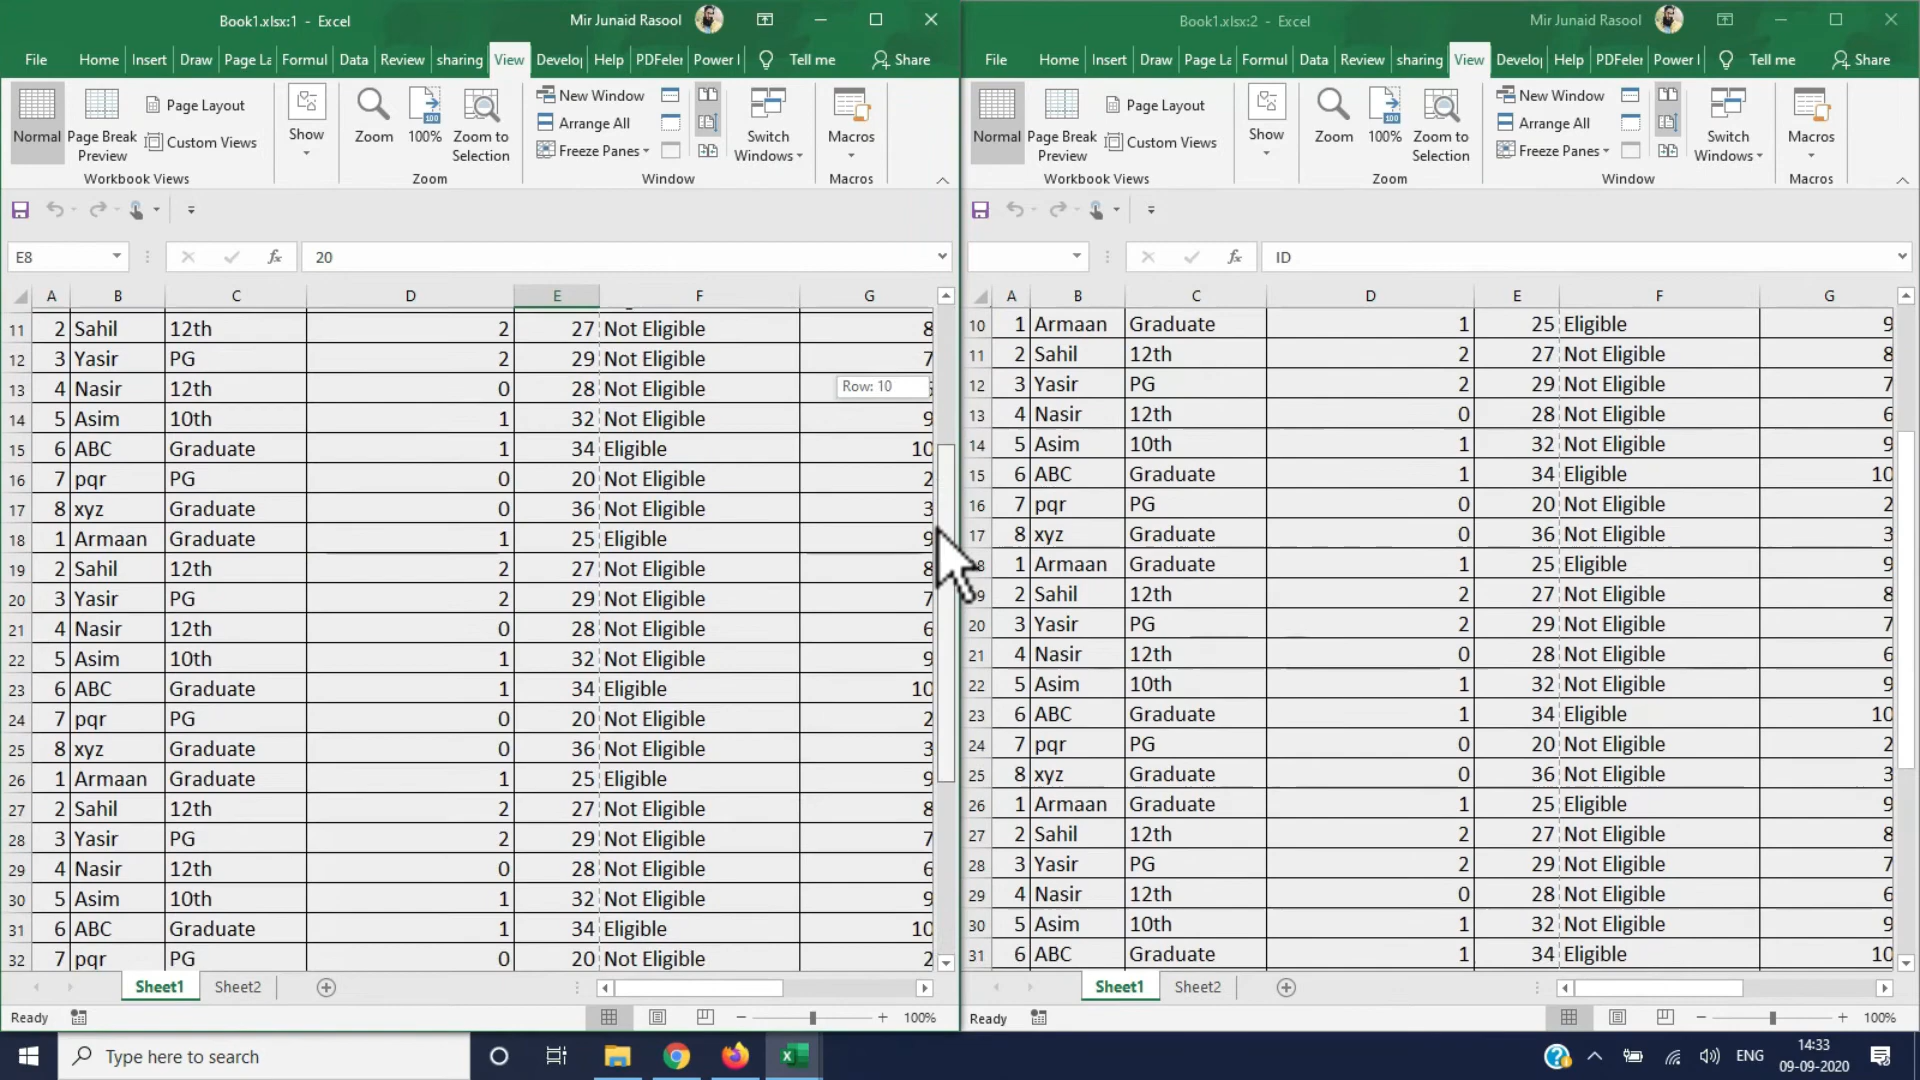 Book1.xlsx:1 - Excel
Mir Junaid Rasool
File Home Insert Draw Page La Formul Data Review sharing View Develo Help PDFeler Power I Tell me Share
Normal
Page Break Preview
Page Layout
Custom Views
Workbook Views
Show
Zoom
100%
Zoom to Selection
Zoom
New Window
Arrange All
Freeze Panes
Window
Switch Windows
Macros
Macros
E8
fx
20
A B C D E F G
11 2 Sahil 12th 2 27 Not Eligible 8
12 3 Yasir PG 2 29 Not Eligible 7
13 4 Nasir 12th 0 28 Not Eligible
Row: 10
14 5 Asim 10th 1 32 Not Eligible 9
15 6 ABC Graduate 1 34 Eligible 10
16 7 pqr PG 0 20 Not Eligible 2
17 8 xyz Graduate 0 36 Not Eligible 3
18 1 Armaan Graduate 1 25 Eligible 9
19 2 Sahil 12th 2 27 Not Eligible 8
20 3 Yasir PG 2 29 Not Eligible 7
21 4 Nasir 12th 0 28 Not Eligible 6
22 5 Asim 10th 1 32 Not Eligible 9
23 6 ABC Graduate 1 34 Eligible 10
24 7 pqr PG 0 20 Not Eligible 2
25 8 xyz Graduate 0 36 Not Eligible 3
26 1 Armaan Graduate 1 25 Eligible 9
27 2 Sahil 12th 2 27 Not Eligible 8
28 3 Yasir PG 2 29 Not Eligible 7
29 4 Nasir 12th 0 28 Not Eligible 6
30 5 Asim 10th 1 32 Not Eligible 9
31 6 ABC Graduate 1 34 Eligible 10
32 7 pqr PG 0 20 Not Eligible 2
Sheet1 Sheet2
Ready
100%
Book1.xlsx:2 - Excel
Mir Junaid Rasool
File Home Insert Draw Page La Formul Data Review sharing View Develo Help PDFeler Power I Tell me Share
Normal
Page Break Preview
Page Layout
Custom Views
Workbook Views
Show
Zoom
100%
Zoom to Selection
Zoom
New Window
Arrange All
Freeze Panes
Window
Switch Windows
Macros
Macros
fx
ID
A B C D E F G
10 1 Armaan Graduate 1 25 Eligible 9
11 2 Sahil 12th 2 27 Not Eligible 8
12 3 Yasir PG 2 29 Not Eligible 7
13 4 Nasir 12th 0 28 Not Eligible 6
14 5 Asim 10th 1 32 Not Eligible 9
15 6 ABC Graduate 1 34 Eligible 10
16 7 pqr PG 0 20 Not Eligible 2
17 8 xyz Graduate 0 36 Not Eligible 3
1 Armaan Graduate 1 25 Eligible 9
2 Sahil 12th 2 27 Not Eligible 8
20 3 Yasir PG 2 29 Not Eligible 7
21 4 Nasir 12th 0 28 Not Eligible 6
22 5 Asim 10th 1 32 Not Eligible 9
23 6 ABC Graduate 1 34 Eligible 10
24 7 pqr PG 0 20 Not Eligible 2
25 8 xyz Graduate 0 36 Not Eligible 3
26 1 Armaan Graduate 1 25 Eligible 9
27 2 Sahil 12th 2 27 Not Eligible 8
28 3 Yasir PG 2 29 Not Eligible 7
29 4 Nasir 12th 0 28 Not Eligible 6
30 5 Asim 10th 1 32 Not Eligible 9
31 6 ABC Graduate 1 34 Eligible 10
Sheet1 Sheet2
Ready
100%
Type here to search
ENG
14:33
09-09-2020